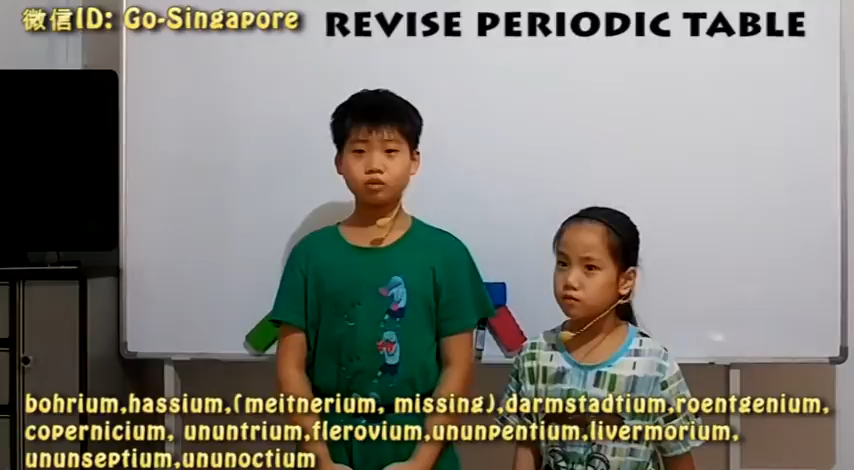 微信ID: Go-Singapore
REVISE PERIODIC TABLE
bohrium,hassium,(meitnerium, missing),darmstadtium,roentgenium,
copernicium, ununtrium,flerovium,ununpentium,livermorium,
ununseptium,ununoctium